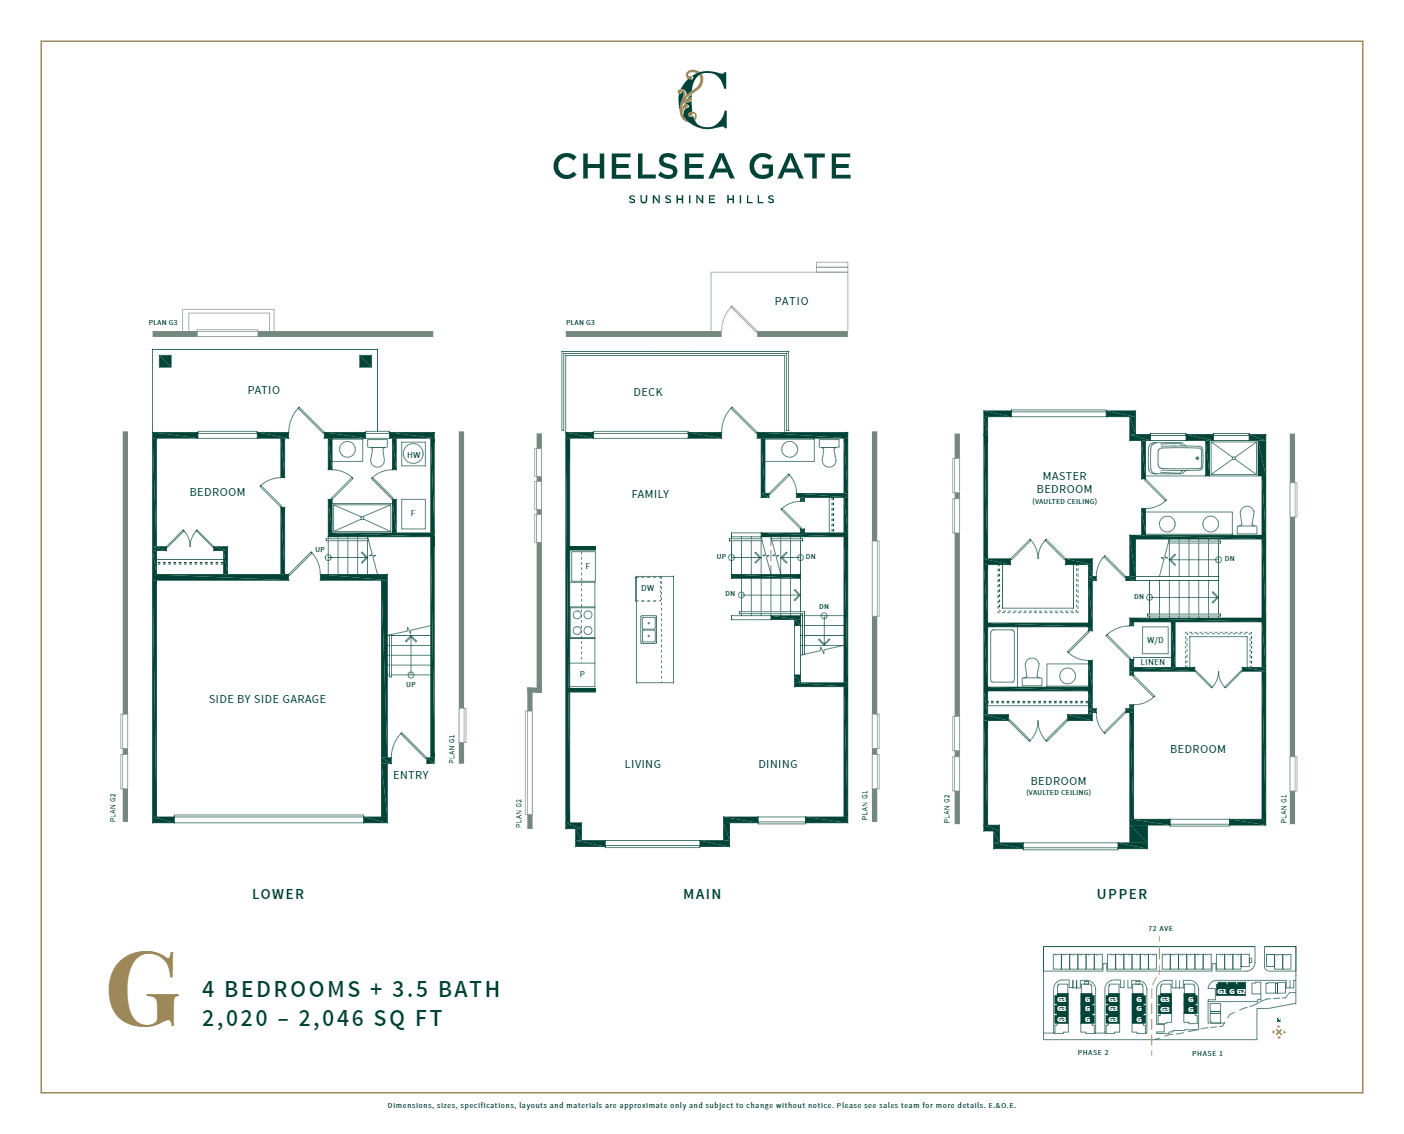 C
CHELSEA GATE
SUNSHINE HILLS
PLAN G3
PATIO
BEDROOM
HW
F
UP
SIDE BY SIDE GARAGE
UP
ENTRY
PLAN G2
PLAN G1
LOWER
PLAN G3
PATIO
DECK
FAMILY
UP
DN
F
DW
DN
DN
P
LIVING
DINING
PLAN G2
PLAN G1
MAIN
MASTER
BEDROOM
(VAULTED CEILING)
DN
DN
W/D
LINEN
BEDROOM
BEDROOM
(VAULTED CEILING)
PLAN G2
PLAN G1
UPPER
G
4 BEDROOMS + 3.5 BATH
2,020 – 2,046 SQ FT
72 AVE
G1 G G2
G3 G G3 G G3 G
G3 G G3 G G3 G
G3 G G3 G
N
PHASE 2
PHASE 1
Dimensions, sizes, specifications, layouts and materials are approximate only and subject to change without notice. Please see sales team for more details. E.&O.E.